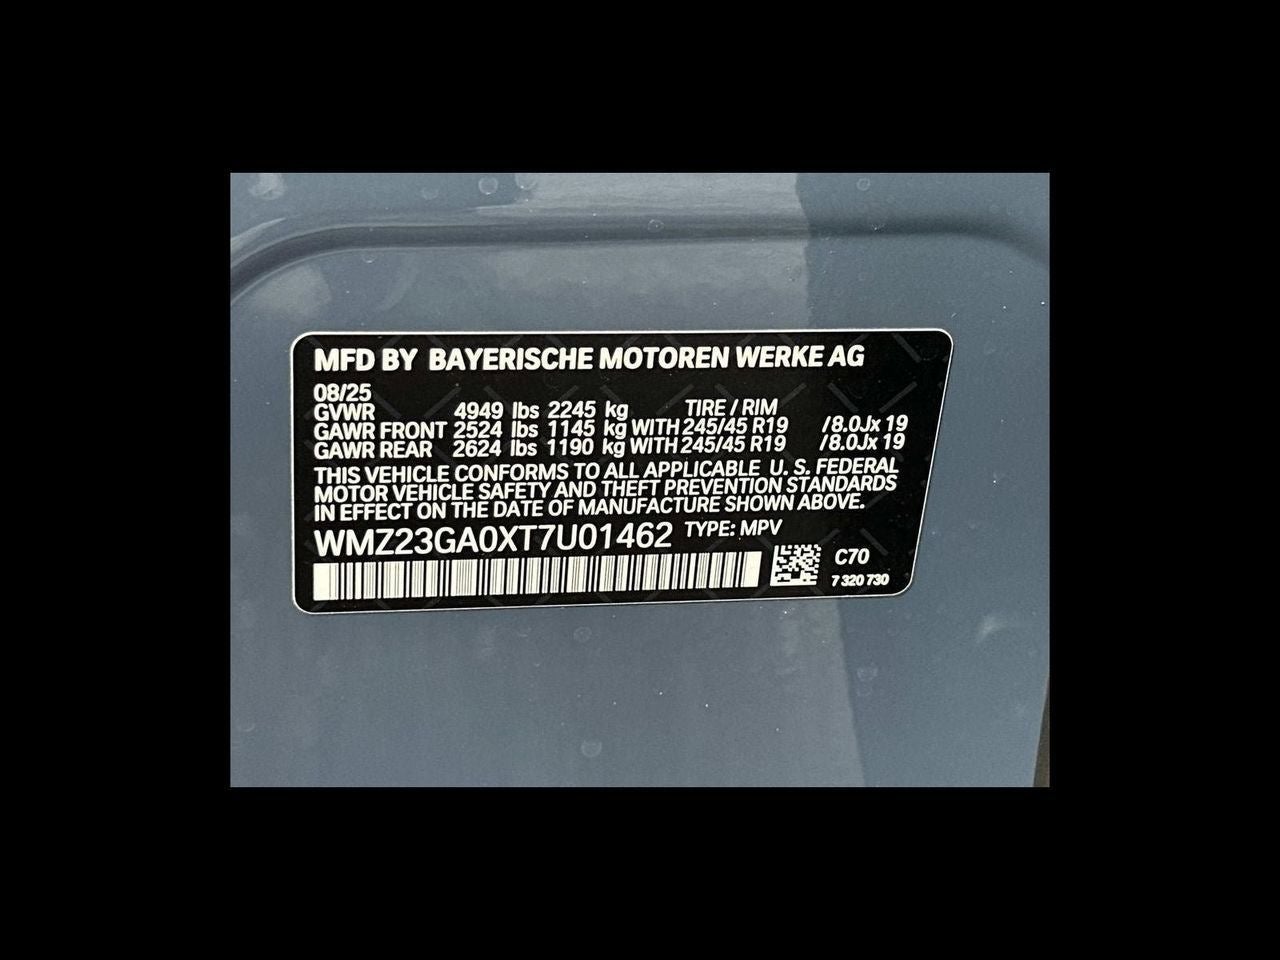 MFD BY BAYERISCHE MOTOREN WERKE AG
08/25
GVWR 4949 lbs 2245 kg TIRE / RIM
GAWR FRONT 2524 lbs 1145 kg WITH 245/45 R19 /8.0Jx 19
GAWR REAR 2624 lbs 1190 kg WITH 245/45 R19 /8.0Jx 19
THIS VEHICLE CONFORMS TO ALL APPLICABLE U. S. FEDERAL
MOTOR VEHICLE SAFETY AND THEFT PREVENTION STANDARDS
IN EFFECT ON THE DATE OF MANUFACTURE SHOWN ABOVE.
WMZ23GA0XT7U01462 TYPE: MPV
C70
7 320 730